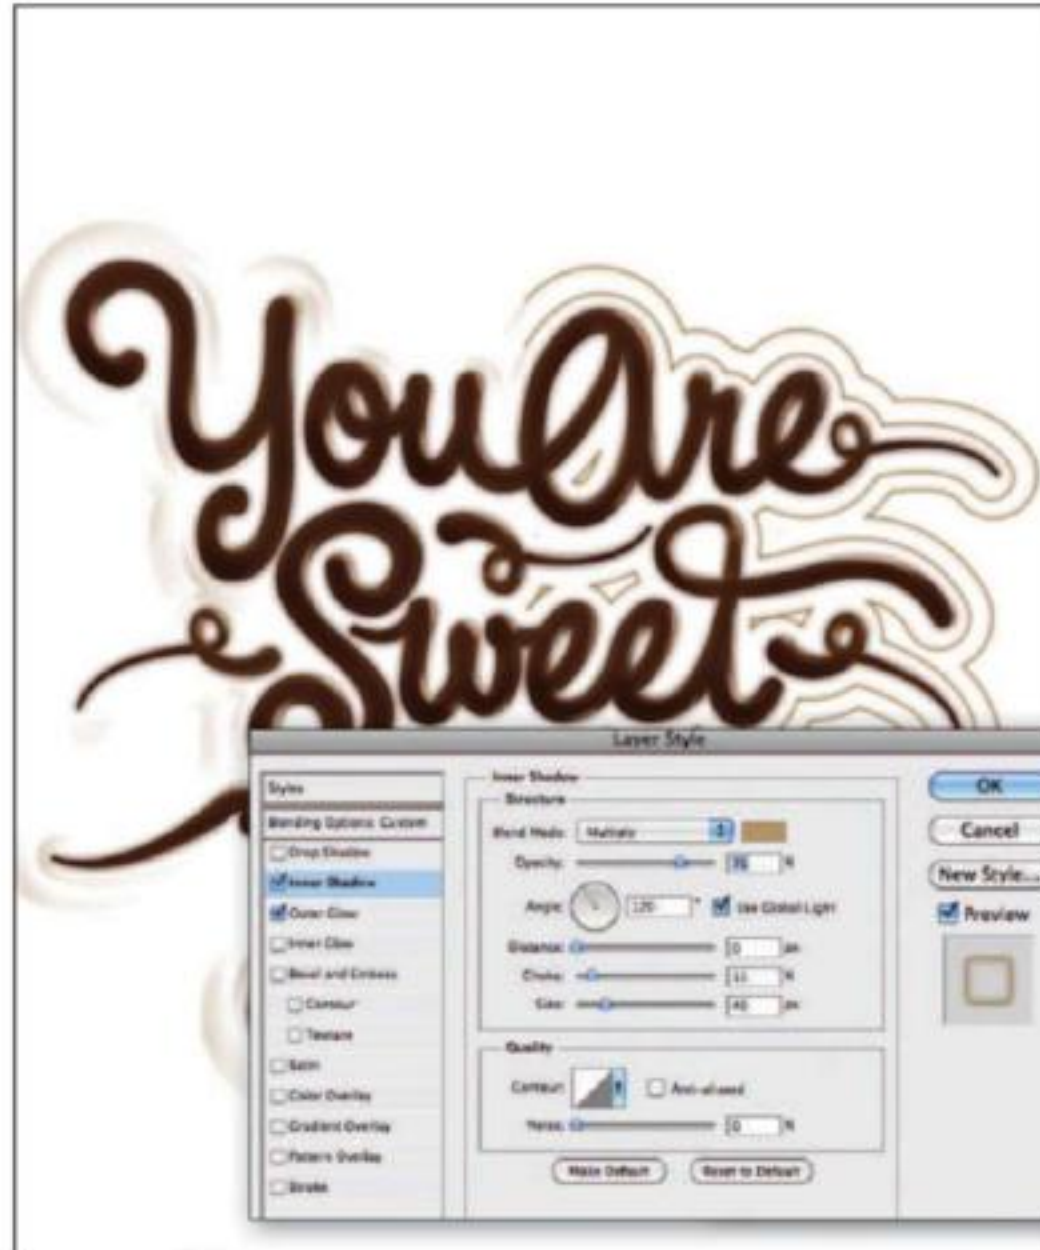 You Are
Sweet
Layer Style
Styles
Blending Options: Custom
Drop Shadow
Inner Shadow
Outer Glow
Inner Glow
Bevel and Emboss
Contour
Texture
Satin
Color Overlay
Gradient Overlay
Pattern Overlay
Stroke
Inner Shadow
Structure
Blend Mode: Multiply
Opacity: 75 %
Angle: 120 ° Use Global Light
Distance: 0 px
Choke: 11 %
Size: 40 px
Quality
Contour: Anti-aliased
Noise: 0 %
Make Default Reset to Default
OK
Cancel
New Style...
Preview